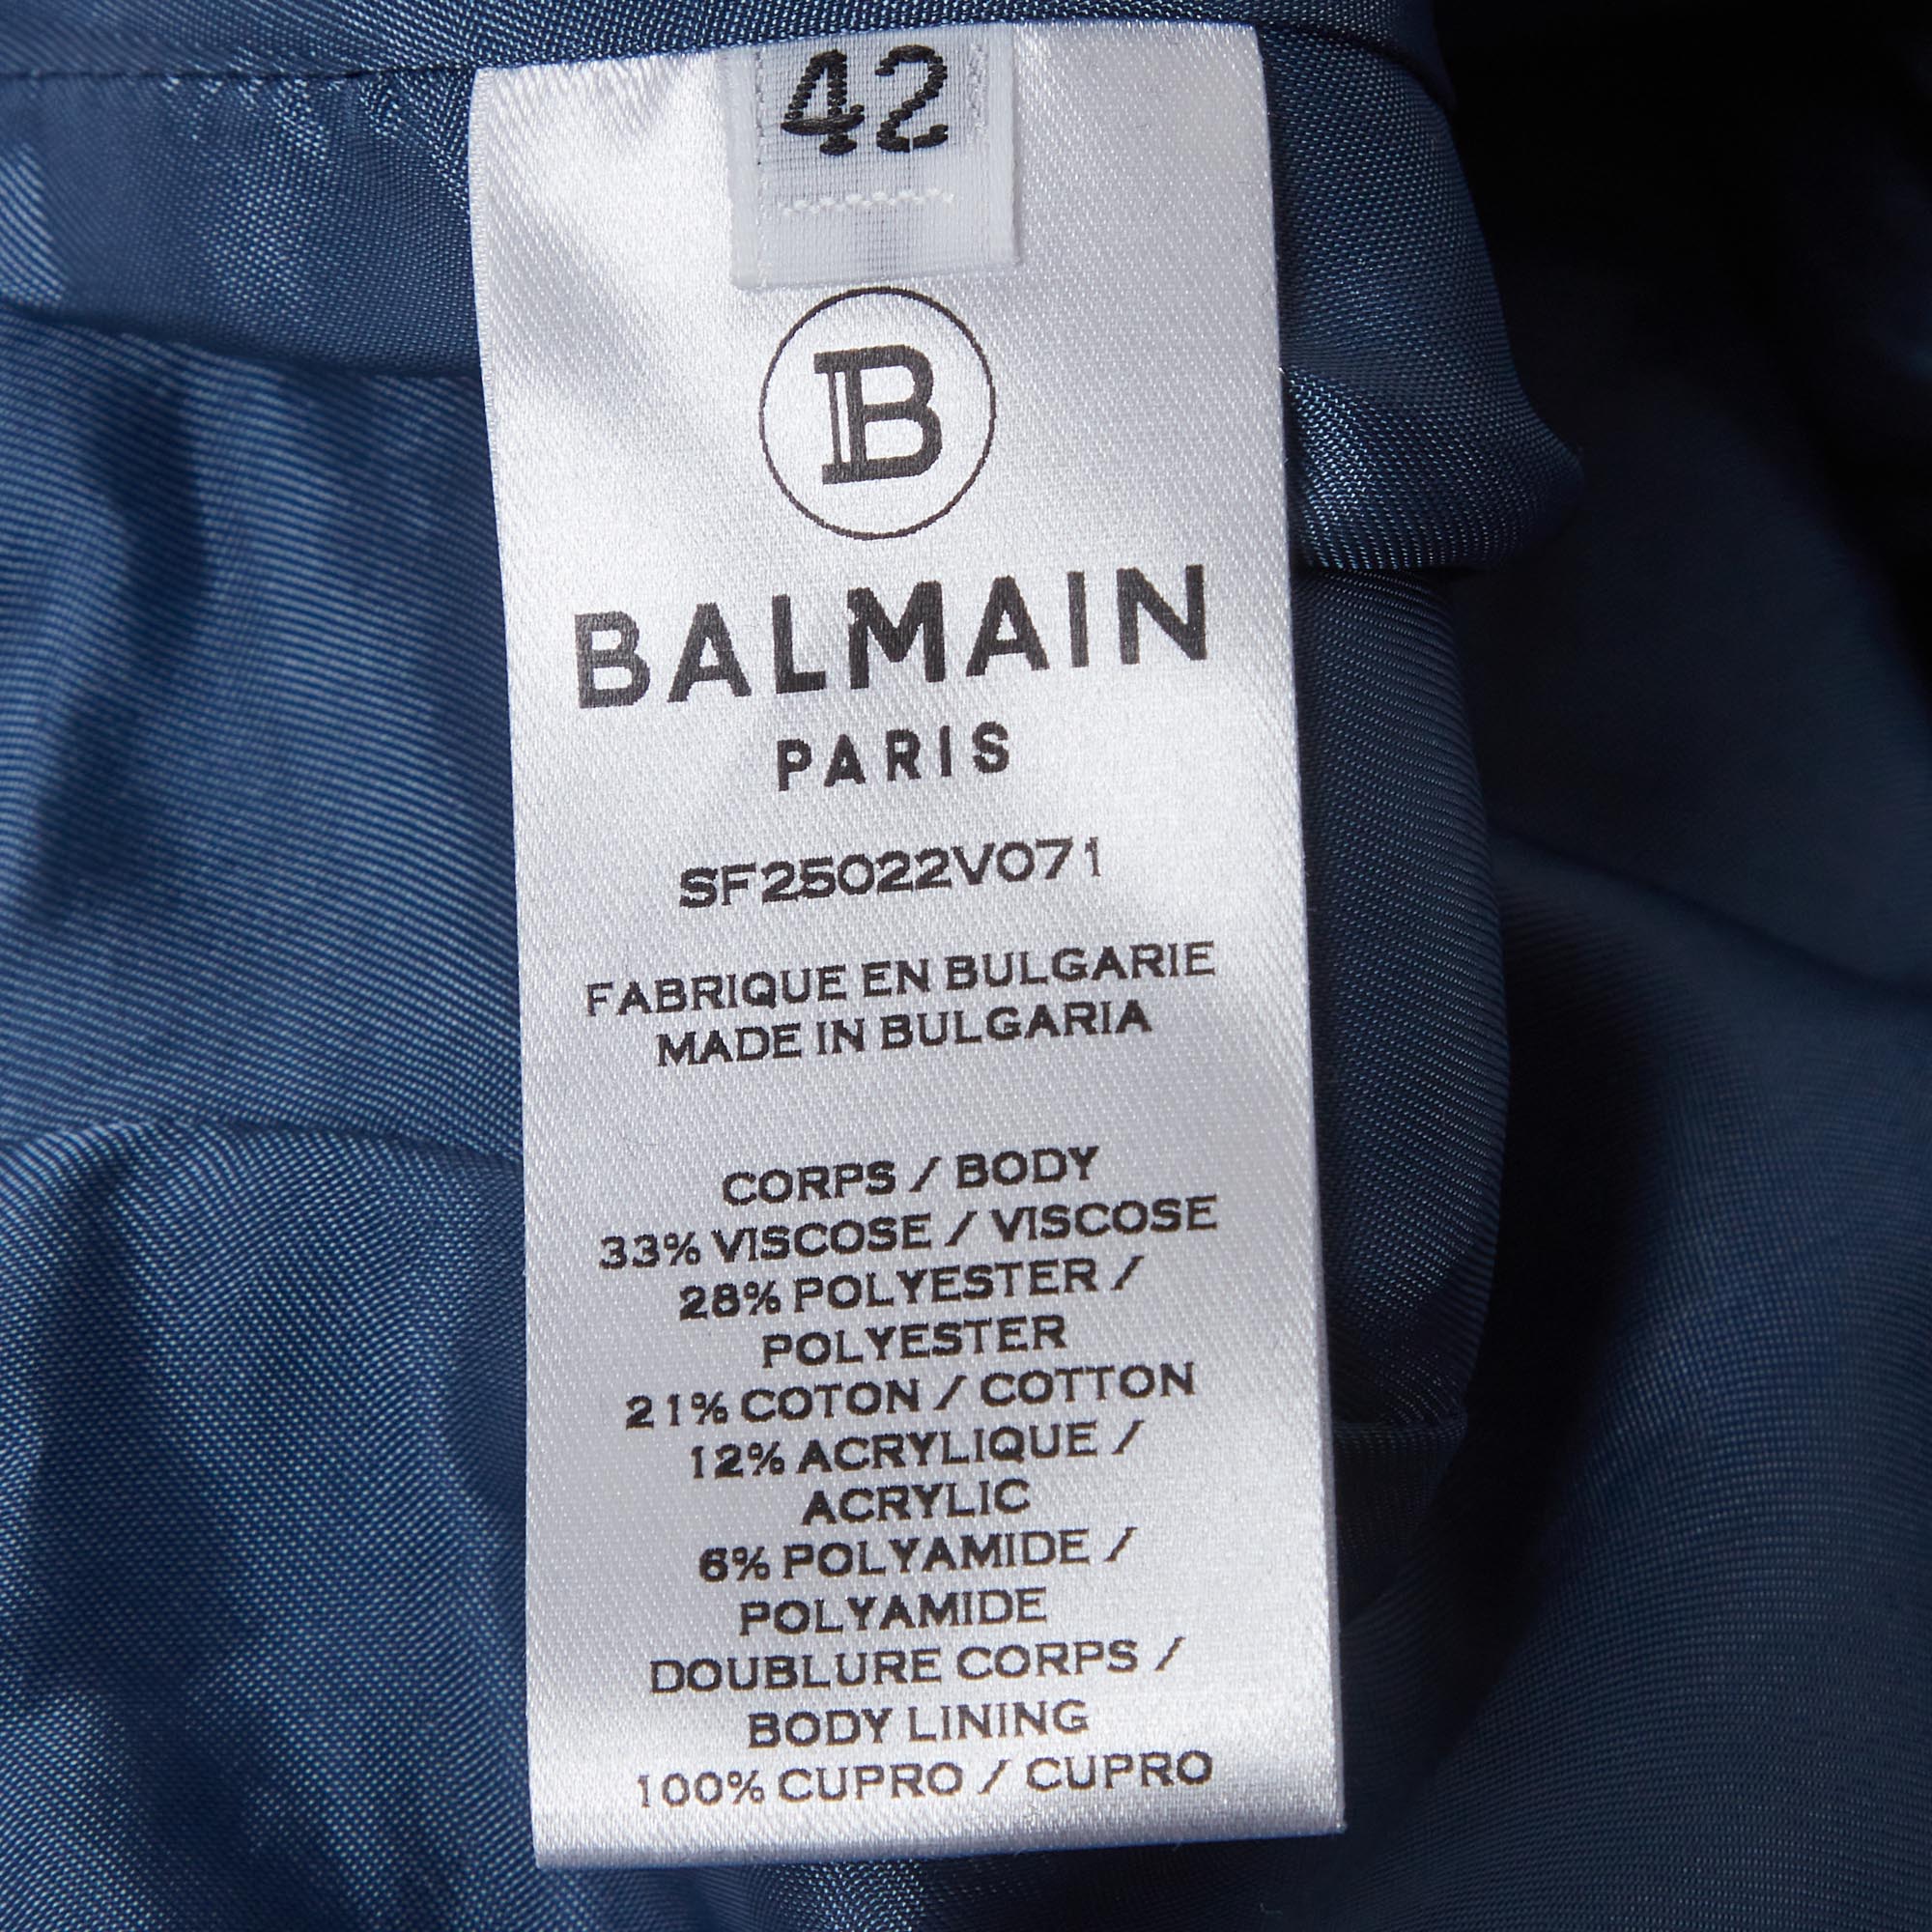 42
B
BALMAIN
PARIS
SF25022V071
FABRIQUE EN BULGARIE
MADE IN BULGARIA
CORPS / BODY
33% VISCOSE / VISCOSE
28% POLYESTER /
POLYESTER
21% COTON / COTTON
12% ACRYLIQUE /
ACRYLIC
6% POLYAMIDE /
POLYAMIDE
DOUBLURE CORPS /
BODY LINING
100% CUPRO / CUPRO